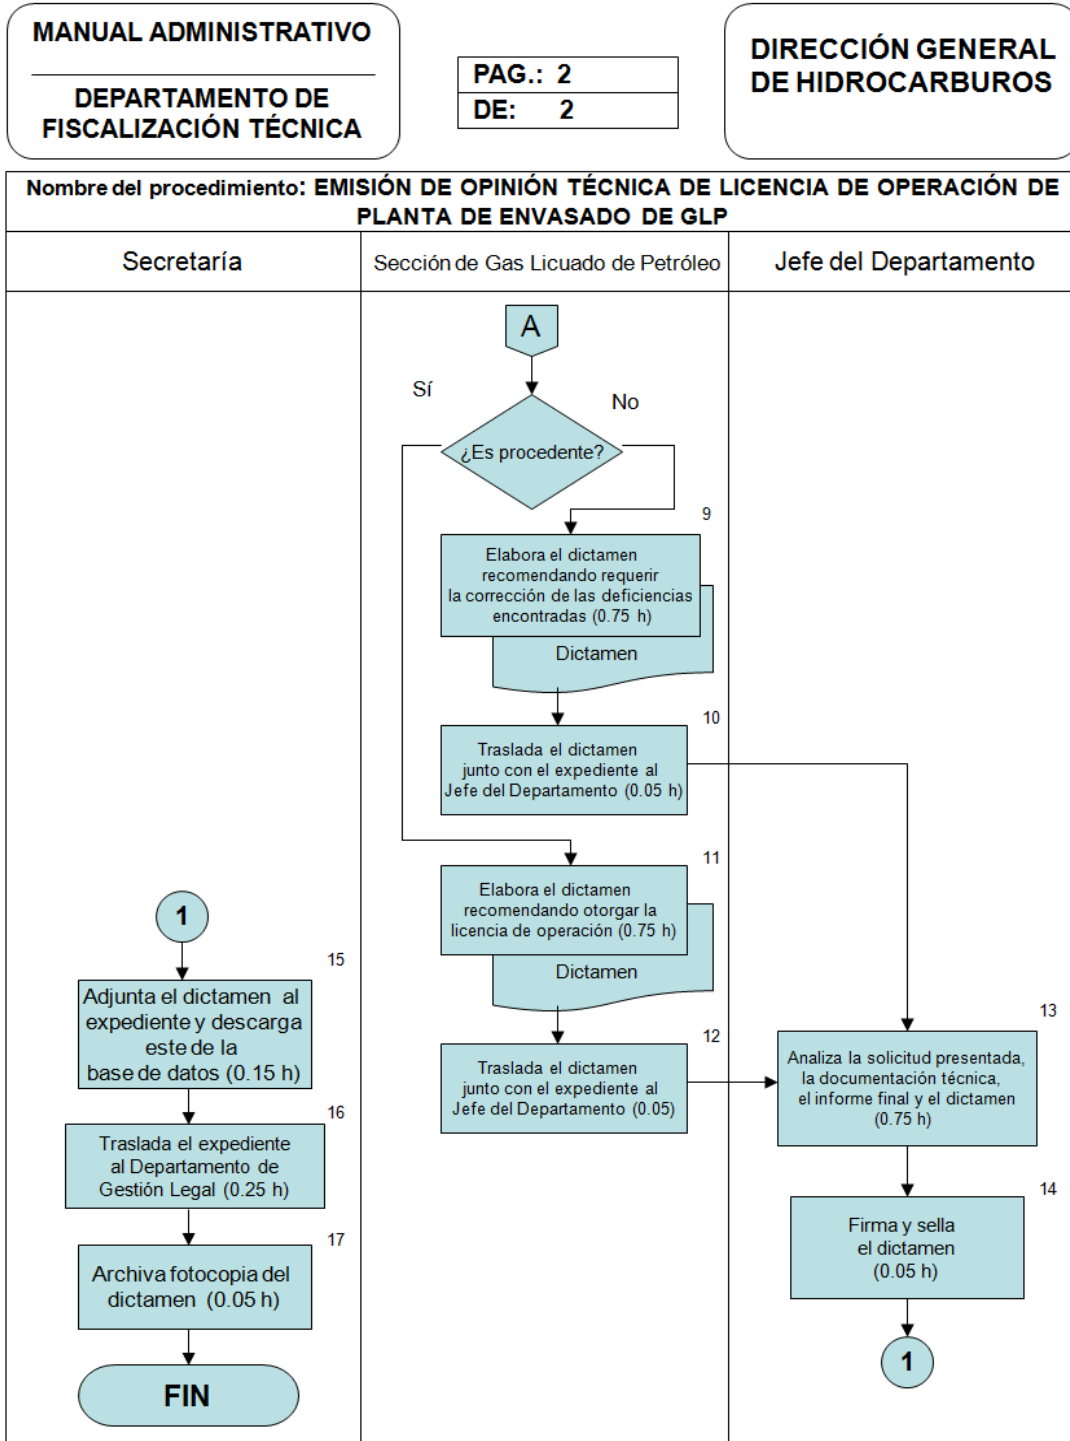 MANUAL ADMINISTRATIVO
DEPARTAMENTO DE
FISCALIZACIÓN TÉCNICA
PAG.: 2
DE: 2
DIRECCIÓN GENERAL
DE HIDROCARBUROS
Nombre del procedimiento: EMISIÓN DE OPINIÓN TÉCNICA DE LICENCIA DE OPERACIÓN DE
PLANTA DE ENVASADO DE GLP
Secretaría
Sección de Gas Licuado de Petróleo
Jefe del Departamento
A
Sí
No
¿Es procedente?
9
Elabora el dictamen
recomendando requerir
la corrección de las deficiencias
encontradas (0.75 h)
Dictamen
10
Traslada el dictamen
junto con el expediente al
Jefe del Departamento (0.05 h)
11
Elabora el dictamen
recomendando otorgar la
licencia de operación (0.75 h)
Dictamen
12
Traslada el dictamen
junto con el expediente al
Jefe del Departamento (0.05)
13
Analiza la solicitud presentada,
la documentación técnica,
el informe final y el dictamen
(0.75 h)
14
Firma y sella
el dictamen
(0.05 h)
1
1
15
Adjunta el dictamen al
expediente y descarga
este de la
base de datos (0.15 h)
16
Traslada el expediente
al Departamento de
Gestión Legal (0.25 h)
17
Archiva fotocopia del
dictamen (0.05 h)
FIN